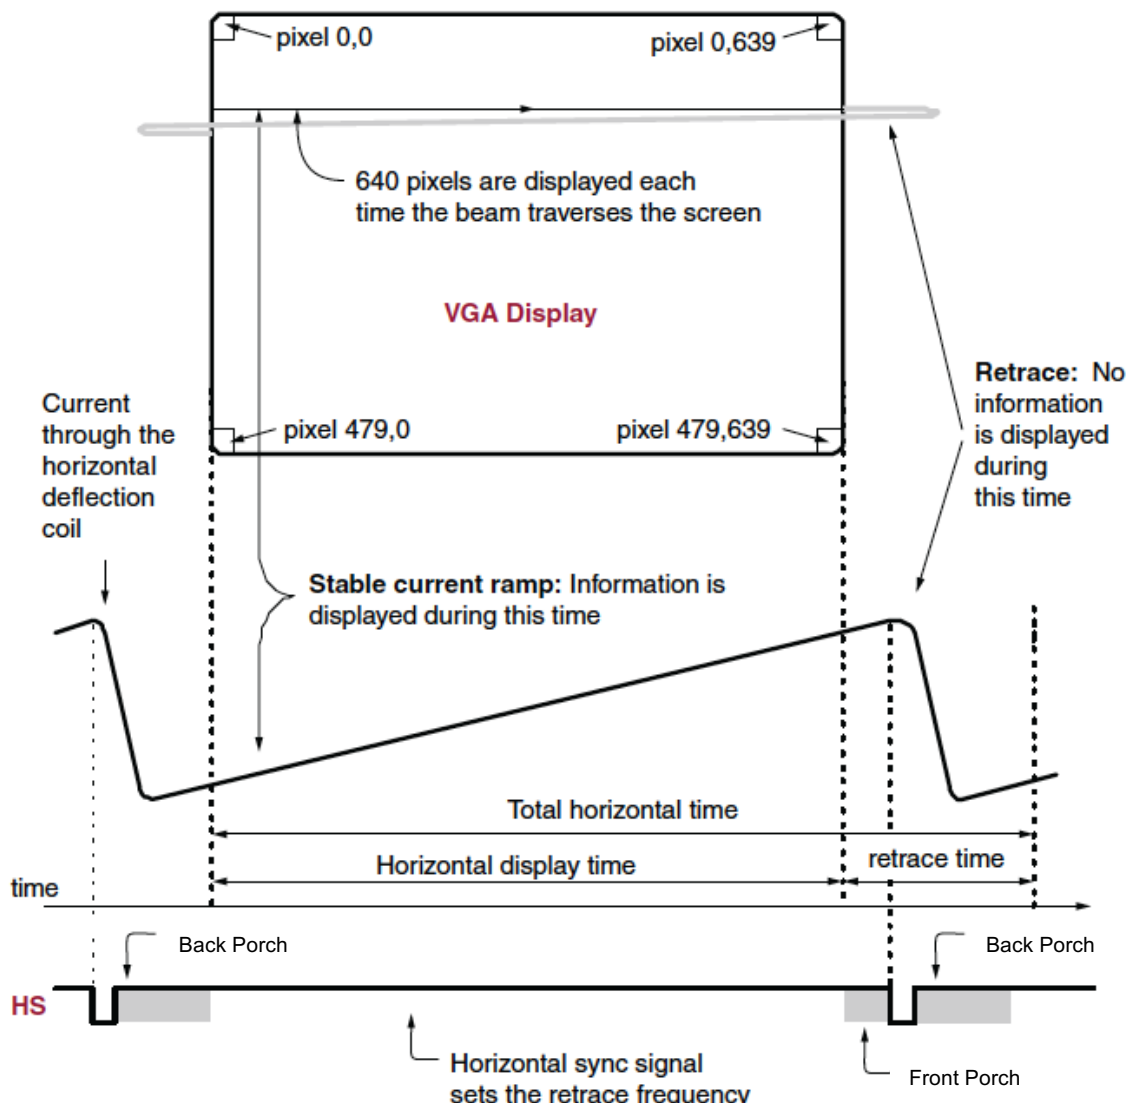 pixel 0,0
pixel 0,639
640 pixels are displayed each
time the beam traverses the screen
VGA Display
Retrace: No
information
is displayed
during
this time
Current
through the
horizontal
deflection
coil
pixel 479,0
pixel 479,639
Stable current ramp: Information is
displayed during this time
Total horizontal time
Horizontal display time
retrace time
time
Back Porch
Back Porch
HS
Horizontal sync signal
sets the retrace frequency
Front Porch